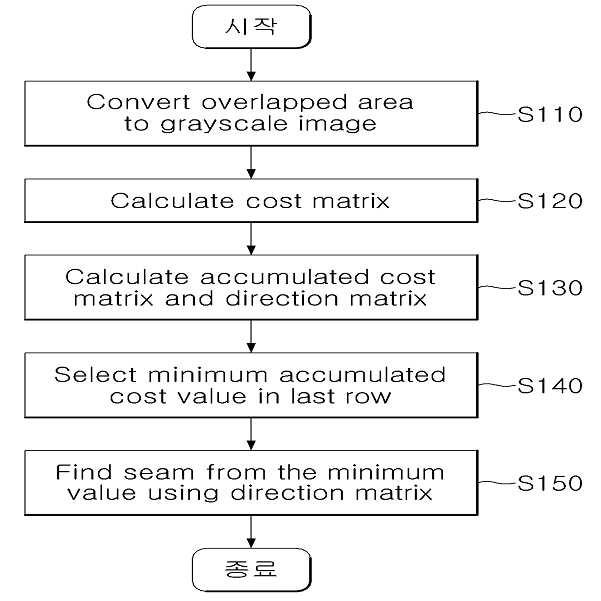 시작
Convert overlapped area
to grayscale image
S110
Calculate cost matrix
S120
Calculate accumulated cost
matrix and direction matrix
S130
Select minimum accumulated
cost value in last row
S140
Find seam from the minimum
value using direction matrix
S150
종료